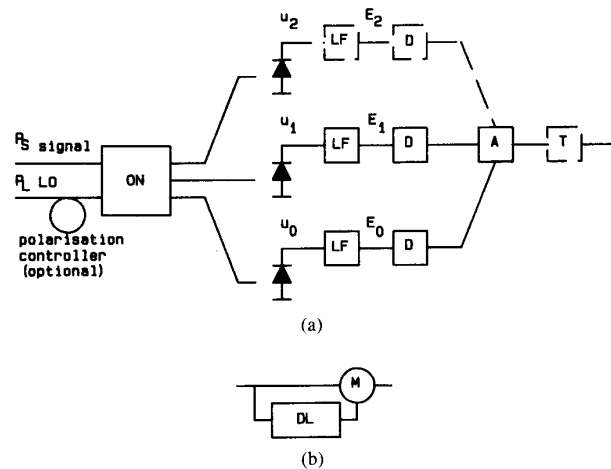 u2 LF E2 D
PS signal
PL LO
ON
u1 LF E1 D A T
polarisation
controller
(optional)
u0 LF E0 D
(a)
M
DL
(b)